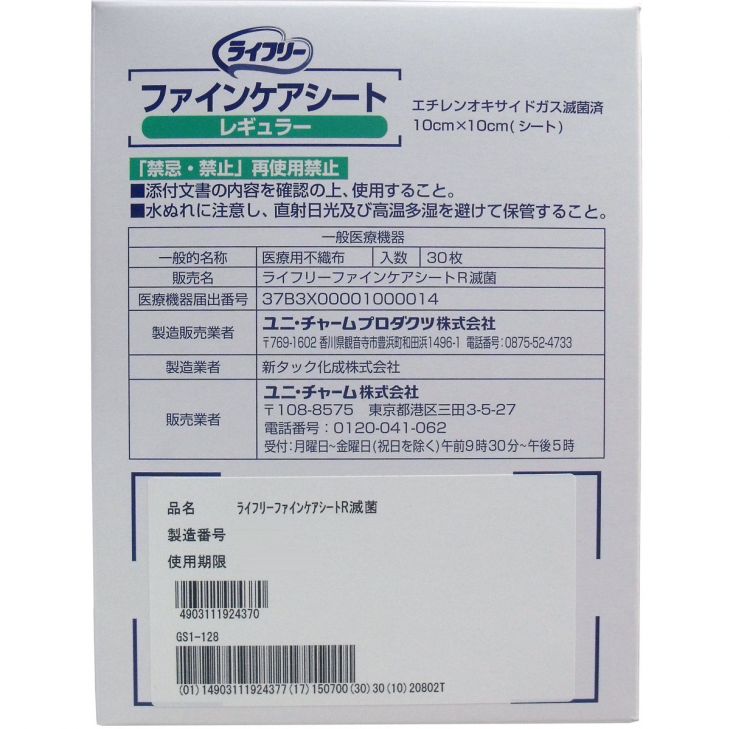 ライフリー
ファインケアシート
レギュラー
エチレンオキサイドガス滅菌済
10cm×10cm(シート)
「禁忌・禁止」再使用禁止
■添付文書の内容を確認の上、使用すること。
■水ぬれに注意し、直射日光及び高温多湿を避けて保管すること。
一般医療機器
一般的名称 医療用不織布 入数 30枚
販売名 ライフリーファインケアシートR滅菌
医療機器届出番号 37B3X00001000014
製造販売業者 ユニ・チャームプロダクツ株式会社
〒769-1602 香川県観音寺市豊浜町和田浜1496-1 電話番号:0875-52-4733
製造業者 新タック化成株式会社
販売業者 ユニ・チャーム株式会社
〒108-8575 東京都港区三田3-5-27
電話番号:0120-041-062
受付:月曜日~金曜日(祝日を除く)午前9時30分~午後5時
品名 ライフリーファインケアシートR滅菌
製造番号
使用期限
4903111924370
GS1-128
(01)14903111924377(17)150700(30)30(10)20802T